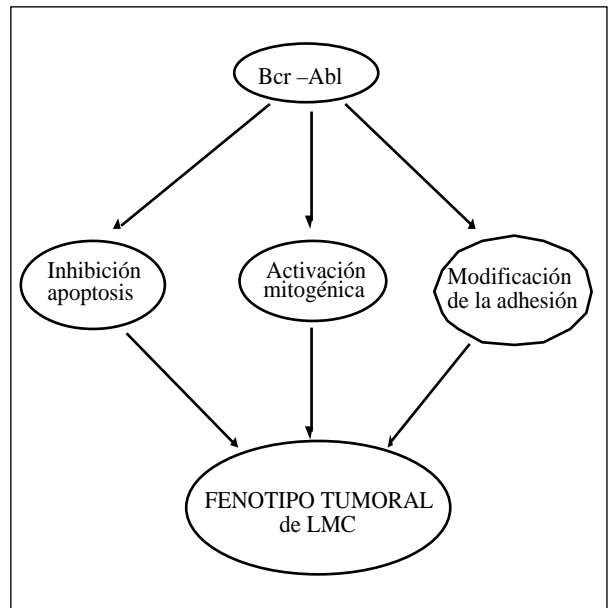 Bcr –Abl
Inhibición
apoptosis
Activación
mitogénica
Modificación
de la adhesión
FENOTIPO TUMORAL
de LMC